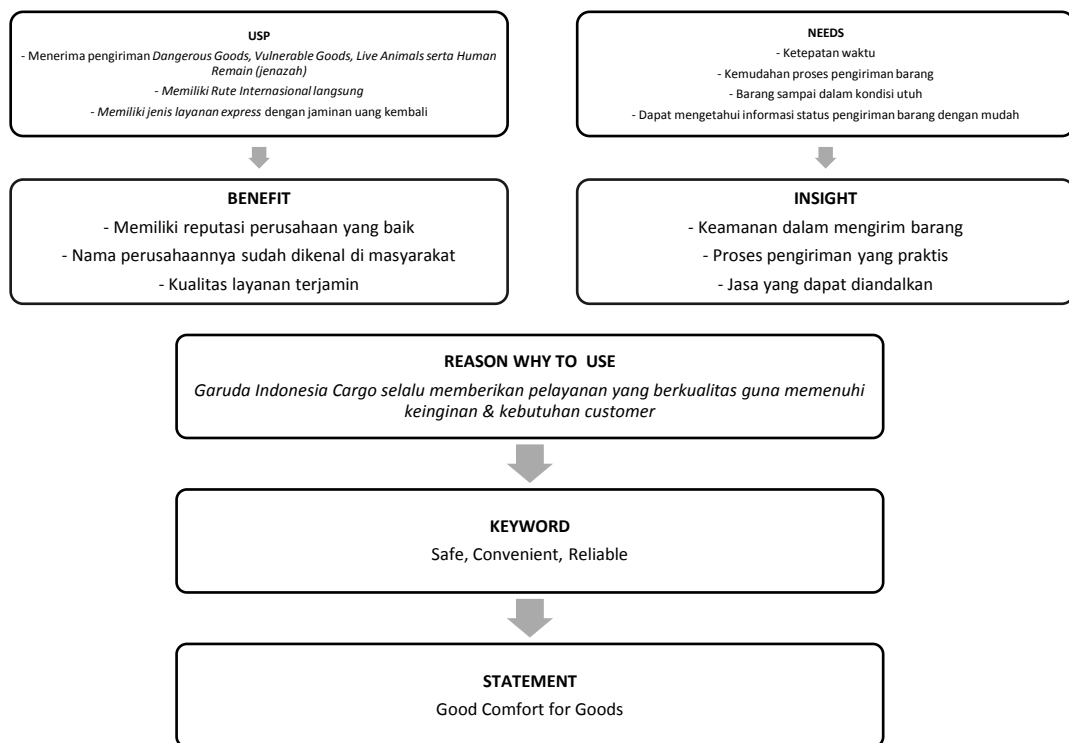 USP
- Menerima pengiriman Dangerous Goods, Vulnerable Goods, Live Animals serta Human
Remain (jenazah)
- Memiliki Rute Internasional langsung
- Memiliki jenis layanan express dengan jaminan uang kembali
NEEDS
- Ketepatan waktu
- Kemudahan proses pengiriman barang
- Barang sampai dalam kondisi utuh
- Dapat mengetahui informasi status pengiriman barang dengan mudah
BENEFIT
- Memiliki reputasi perusahaan yang baik
- Nama perusahaannya sudah dikenal di masyarakat
- Kualitas layanan terjamin
INSIGHT
- Keamanan dalam mengirim barang
- Proses pengiriman yang praktis
- Jasa yang dapat diandalkan
REASON WHY TO USE
Garuda Indonesia Cargo selalu memberikan pelayanan yang berkualitas guna memenuhi
keinginan & kebutuhan customer
KEYWORD
Safe, Convenient, Reliable
STATEMENT
Good Comfort for Goods